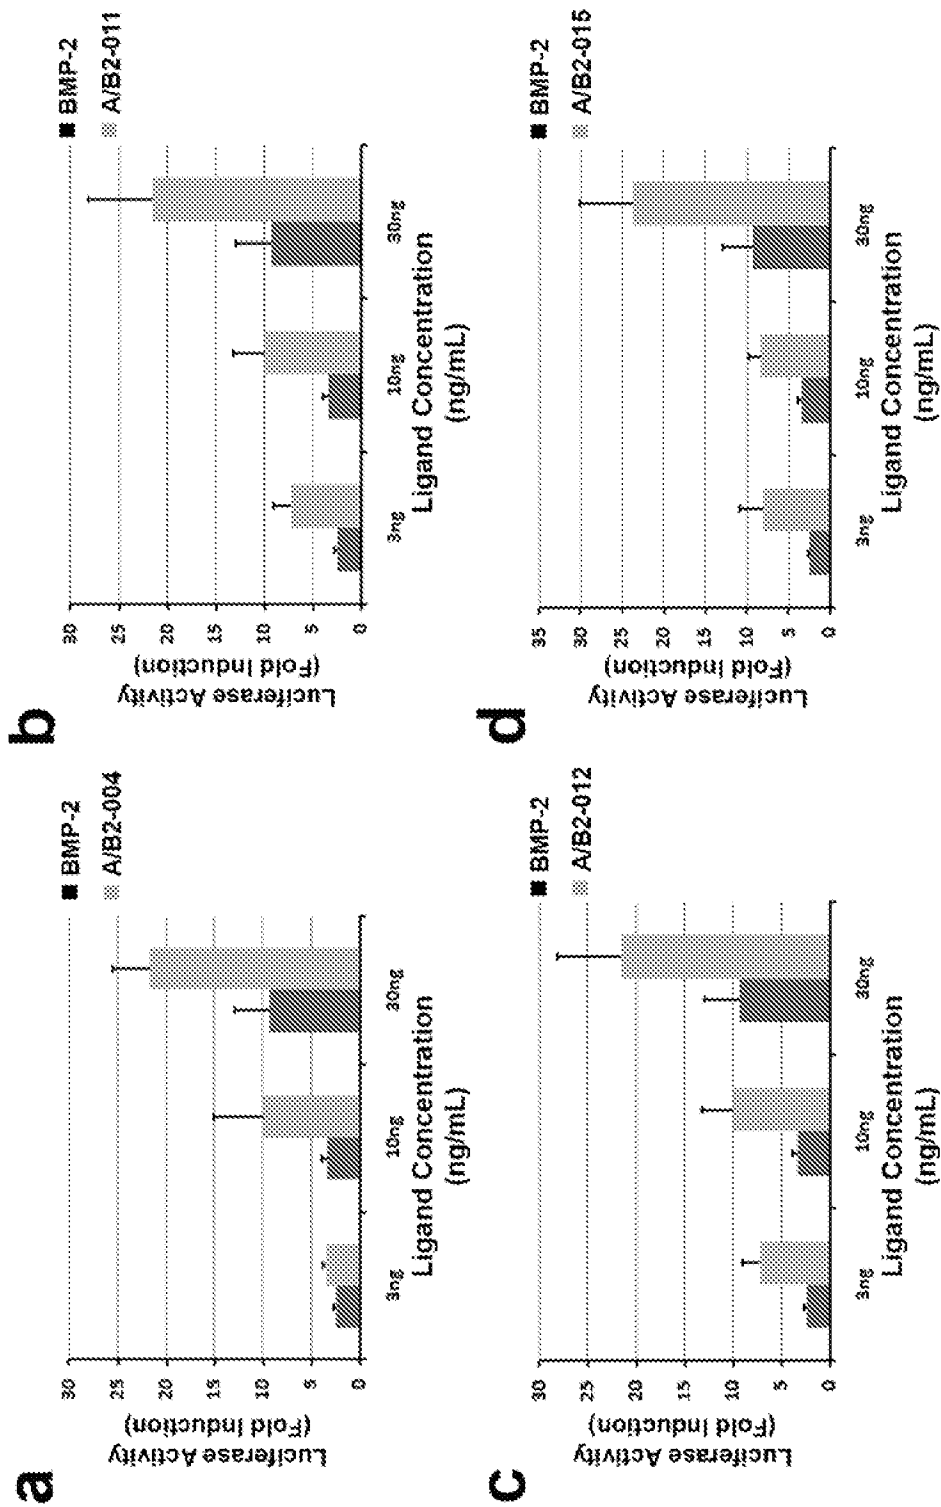 a
Luciferase Activity
(Fold Induction)
30
25
20
15
10
5
0
3ng
10ng
30ng
Ligand Concentration
(ng/mL)
BMP-2
A/B2-004
b
Luciferase Activity
(Fold Induction)
30
25
20
15
10
5
0
3ng
10ng
30ng
Ligand Concentration
(ng/mL)
BMP-2
A/B2-011
c
Luciferase Activity
(Fold Induction)
30
25
20
15
10
5
0
3ng
10ng
30ng
Ligand Concentration
(ng/mL)
BMP-2
A/B2-012
d
Luciferase Activity
(Fold Induction)
35
30
25
20
15
10
5
0
3ng
10ng
30ng
Ligand Concentration
(ng/mL)
BMP-2
A/B2-015